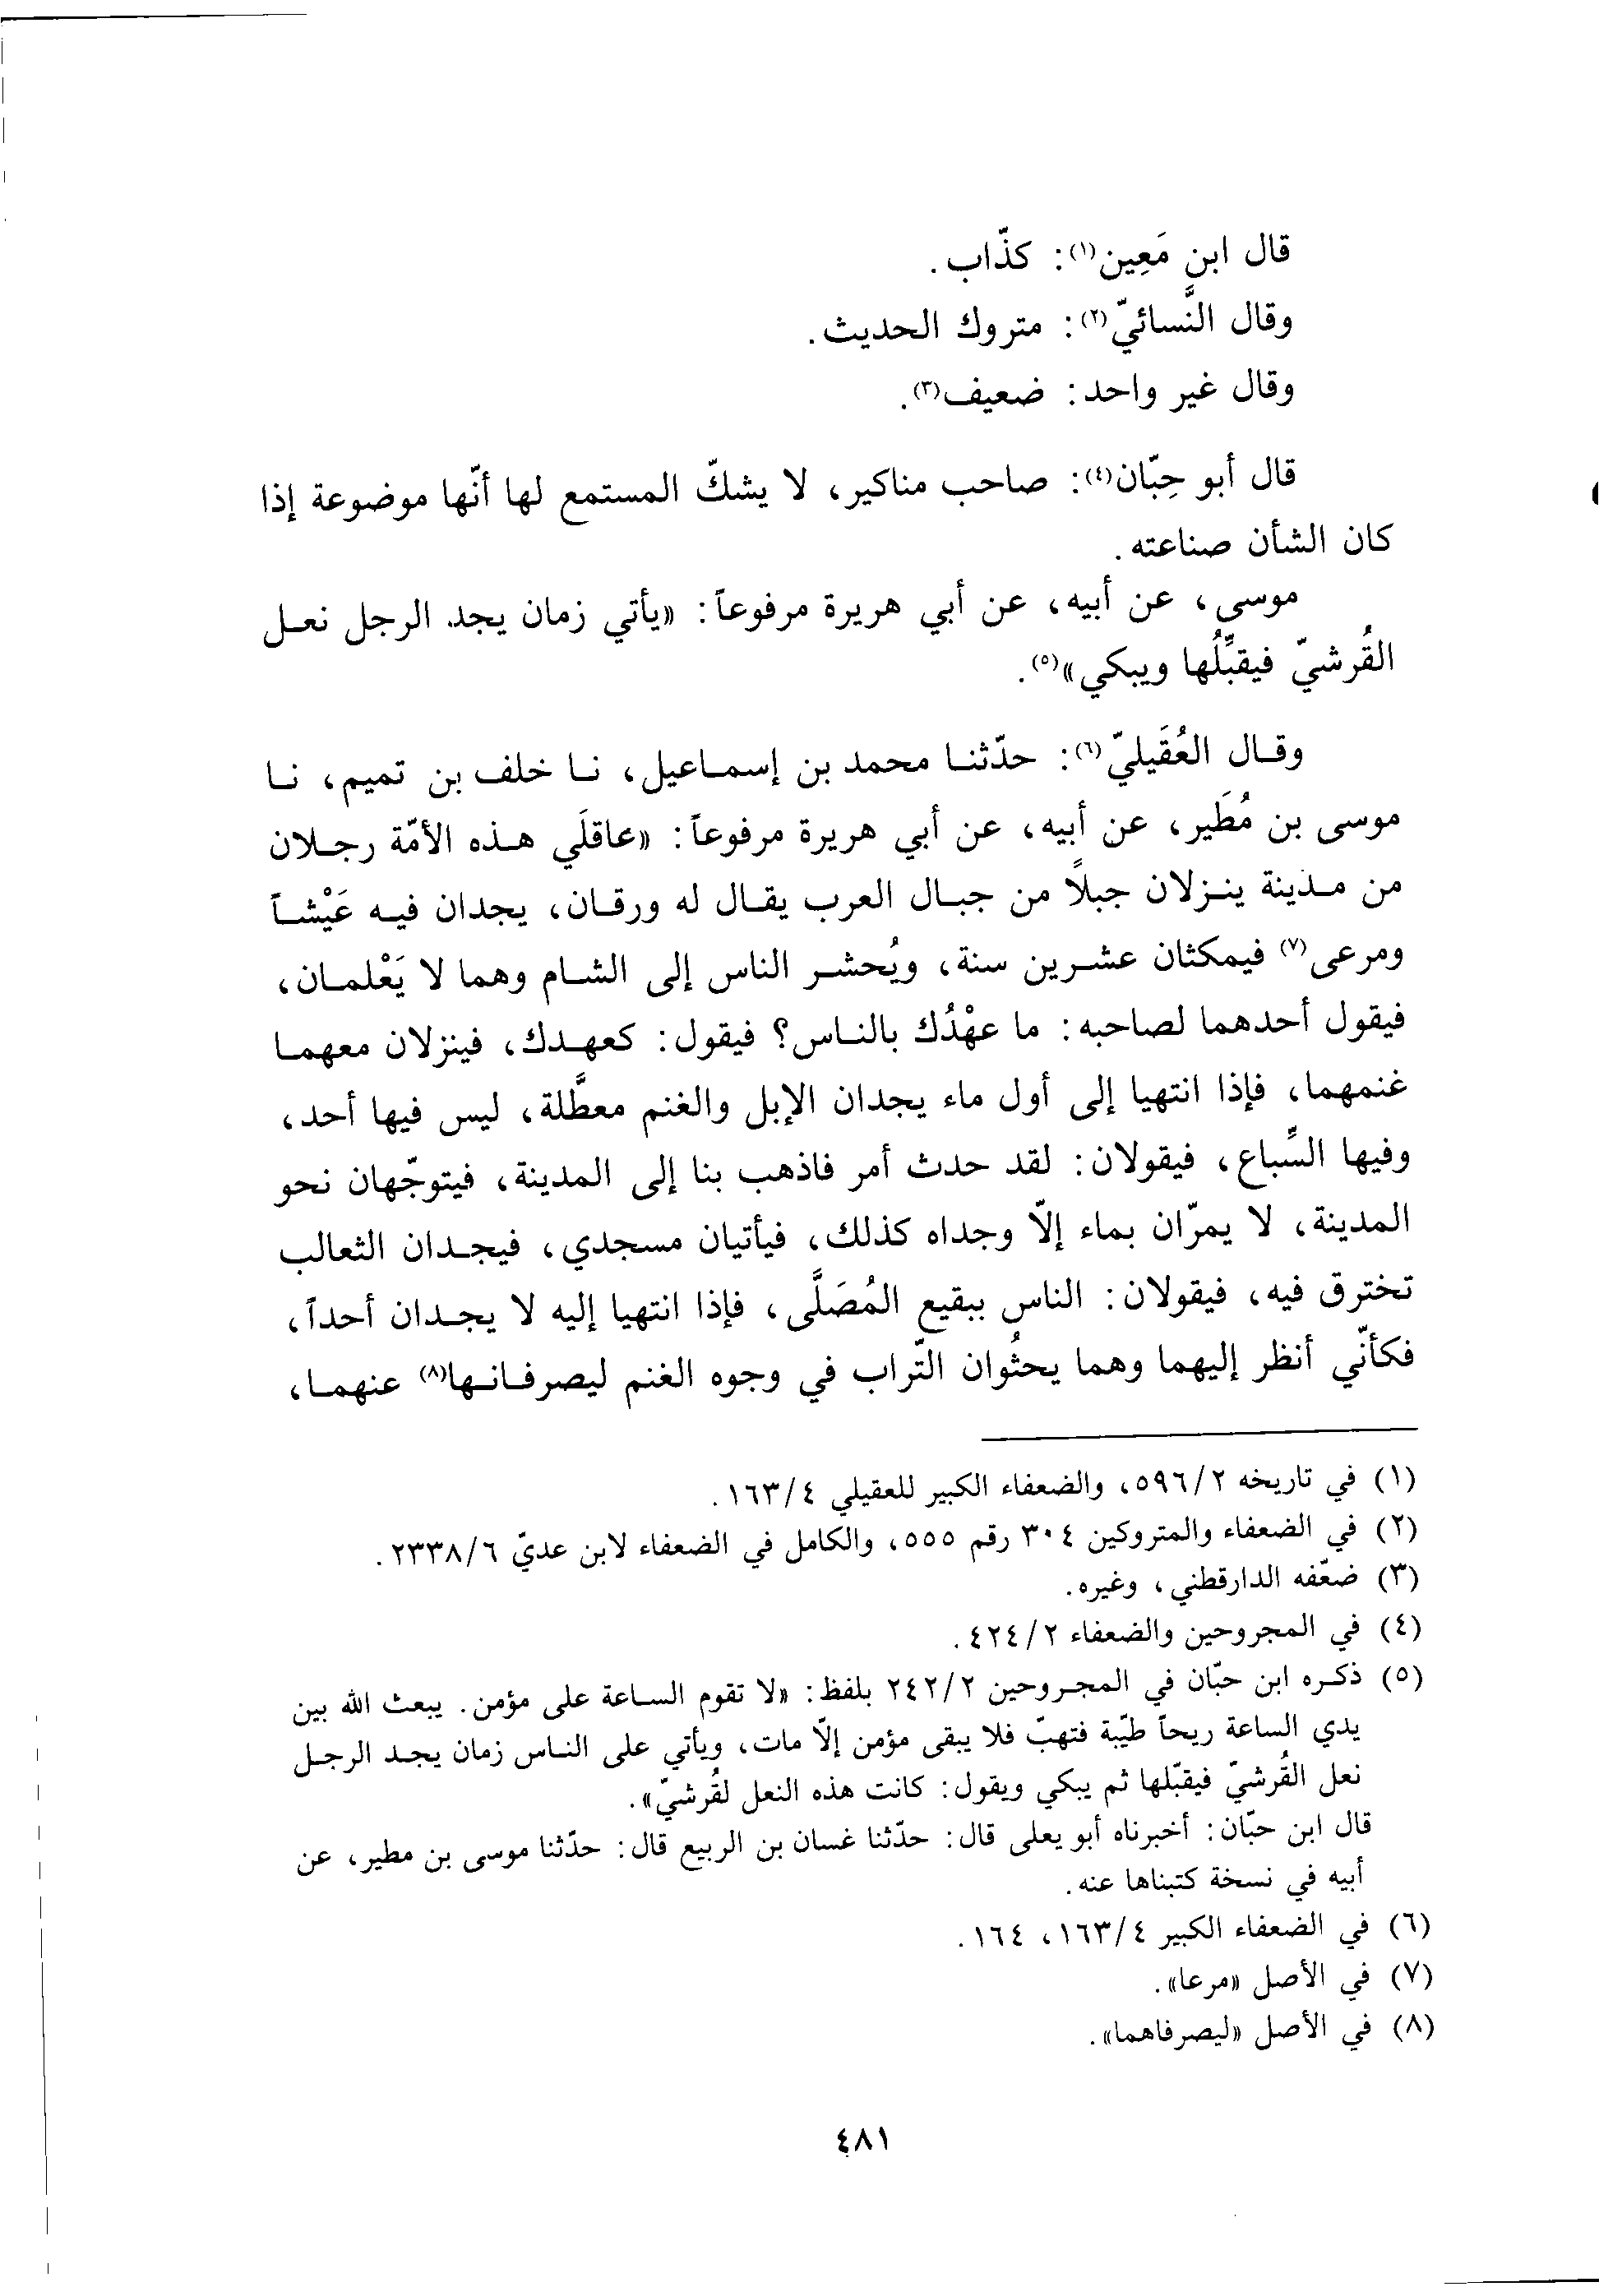 قال ابن مَعِين(١): كذّاب.
وقال النَّسائيّ(٢): متروك الحديث.
وقال غير واحد: ضعيف(٣).
قال أبو حِبّان(٤): صاحب مناكير، لا يشكّ المستمع لها أنّها موضوعة إذا
كان الشأن صناعته.
موسى، عن أبيه، عن أبي هريرة مرفوعاً: «يأتي زمان يجد الرجل نعل
القُرشيّ فيقبِّلُها ويبكي»(٥).
وقال العُقَيليّ(٦): حدّثنا محمد بن إسماعيل، نا خلف بن تميم، نا
موسى بن مُطَير، عن أبيه، عن أبي هريرة مرفوعاً: «عاقلَي هذه الأمّة رجلان
من مدينة ينزلان جبلاً من جبال العرب يقال له ورقان، يجدان فيه عَيْشاً
ومرعى(٧) فيمكثان عشرين سنة، ويُحشر الناس إلى الشام وهما لا يَعْلمان،
فيقول أحدهما لصاحبه: ما عهْدُك بالناس؟ فيقول: كعهدك، فينزلان معهما
غنمهما، فإذا انتهيا إلى أول ماء يجدان الإبل والغنم معطَّلة، ليس فيها أحد،
وفيها السِّباع، فيقولان: لقد حدث أمر فاذهب بنا إلى المدينة، فيتوجّهان نحو
المدينة، لا يمرّان بماء إلاّ وجداه كذلك، فيأتيان مسجدي، فيجدان الثعالب
تخترق فيه، فيقولان: الناس ببقيع المُصَلَّى، فإذا انتهيا إليه لا يجدان أحداً،
فكأنّي أنظر إليهما وهما يحثُوان التّراب في وجوه الغنم ليصرفانها(٨) عنهما،
(١) في تاريخه ٥٩٦/٢، والضعفاء الكبير للعقيلي ١٦٣/٤.
(٢) في الضعفاء والمتروكين ٣٠٤ رقم ٥٥٥، والكامل في الضعفاء لابن عديّ ٢٣٣٨/٦.
(٣) ضعّفه الدارقطني، وغيره.
(٤) في المجروحين والضعفاء ٤٢٤/٢.
(٥) ذكره ابن حبّان في المجروحين ٢٤٢/٢ بلفظ: «لا تقوم الساعة على مؤمن. يبعث الله بين
يدي الساعة ريحاً طيّبة فتهبّ فلا يبقى مؤمن إلاّ مات، ويأتي على الناس زمان يجد الرجل
نعل القُرشيّ فيقبّلها ثم يبكي ويقول: كانت هذه النعل لقُرشيّ».
قال ابن حبّان: أخبرناه أبو يعلى قال: حدّثنا غسان بن الربيع قال: حدّثنا موسى بن مطير، عن
أبيه في نسخة كتبناها عنه.
(٦) في الضعفاء الكبير ١٦٣/٤، ١٦٤.
(٧) في الأصل «مرعا».
(٨) في الأصل «ليصرفاهما».
٤٨١